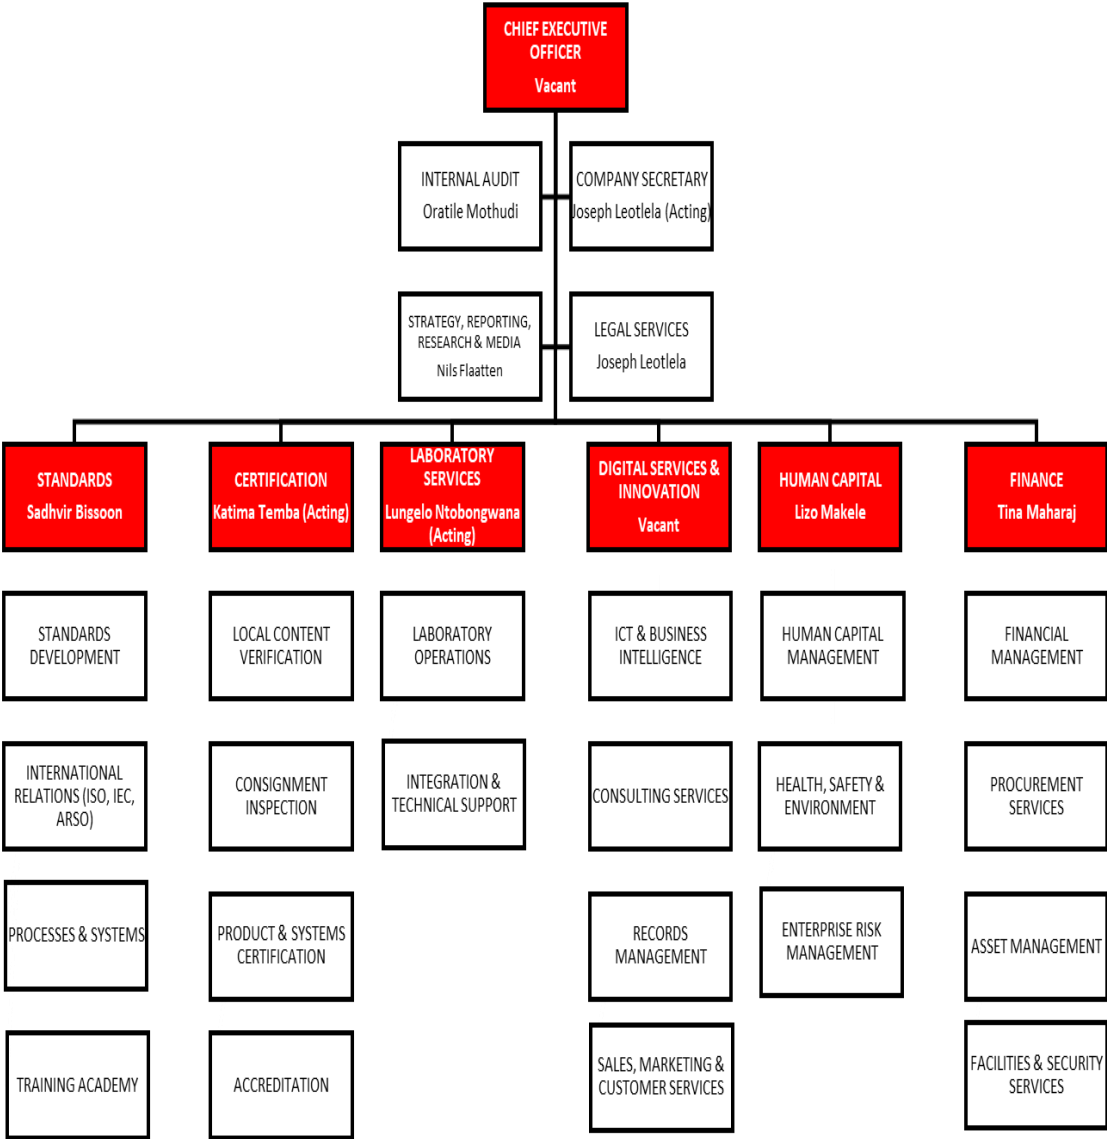 CHIEF EXECUTIVE
OFFICER
Vacant
INTERNAL AUDIT
Oratile Mothudi
COMPANY SECRETARY
Joseph Leotlela (Acting)
STRATEGY, REPORTING,
RESEARCH & MEDIA
Nils Flaatten
LEGAL SERVICES
Joseph Leotlela
STANDARDS
Sadhvir Bissoon
CERTIFICATION
Katima Temba (Acting)
LABORATORY
SERVICES
Lungelo Ntobongwana
(Acting)
DIGITAL SERVICES &
INNOVATION
Vacant
HUMAN CAPITAL
Lizo Makele
FINANCE
Tina Maharaj
STANDARDS
DEVELOPMENT
LOCAL CONTENT
VERIFICATION
LABORATORY
OPERATIONS
ICT & BUSINESS
INTELLIGENCE
HUMAN CAPITAL
MANAGEMENT
FINANCIAL
MANAGEMENT
INTERNATIONAL
RELATIONS (ISO, IEC,
ARSO)
CONSIGNMENT
INSPECTION
INTEGRATION &
TECHNICAL SUPPORT
CONSULTING SERVICES
HEALTH, SAFETY &
ENVIRONMENT
PROCUREMENT
SERVICES
PROCESSES & SYSTEMS
PRODUCT & SYSTEMS
CERTIFICATION
RECORDS
MANAGEMENT
ENTERPRISE RISK
MANAGEMENT
ASSET MANAGEMENT
TRAINING ACADEMY
ACCREDITATION
SALES, MARKETING &
CUSTOMER SERVICES
FACILITIES & SECURITY
SERVICES